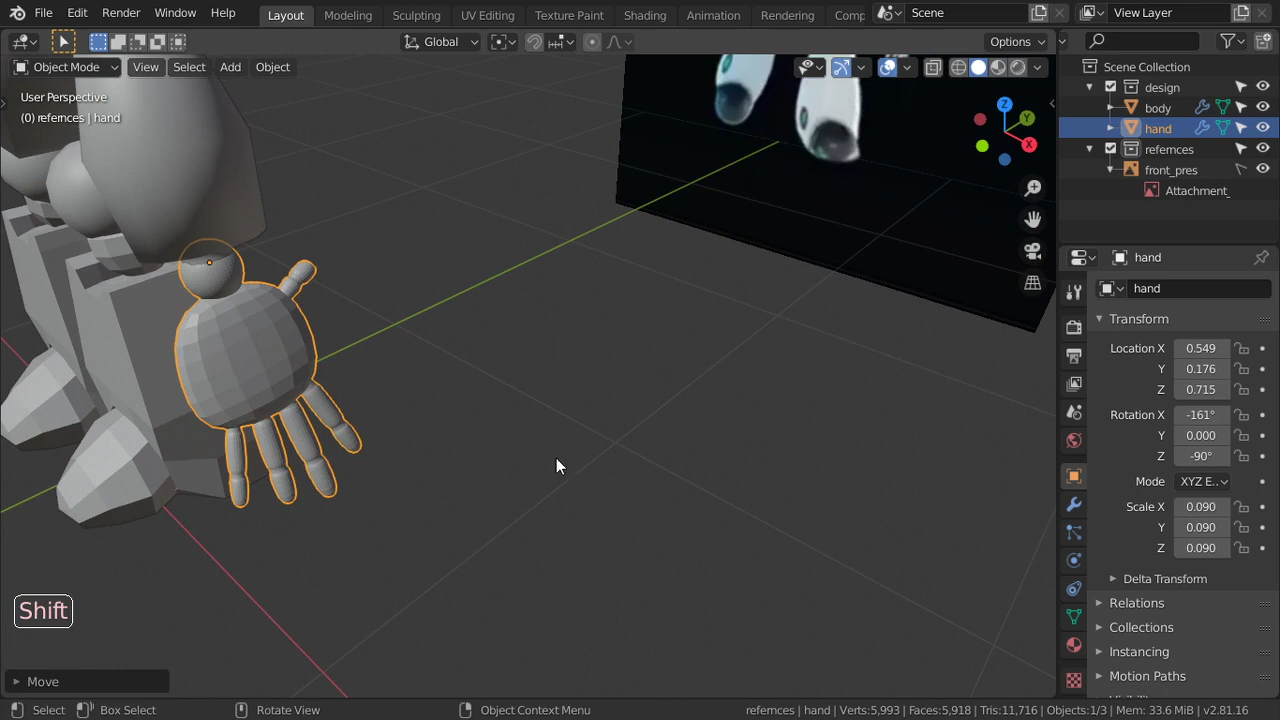 File Edit Render Window Help Layout Modeling Sculpting UV Editing Texture Paint Shading Animation Rendering Comp Scene View Layer
Global Options
Object Mode View Select Add Object
User Perspective
(0) refemces | hand
Z
Y
X
Shift
Move
Scene Collection
design
body
hand
refemces
front_pres
Attachment_
hand
hand
Transform
Location X 0.549
Y 0.176
Z 0.715
Rotation X -161°
Y 0.000
Z -90°
Mode XYZ E..
Scale X 0.090
Y 0.090
Z 0.090
Delta Transform
Relations
Collections
Instancing
Motion Paths
Select Box Select Rotate View Object Context Menu refemces | hand | Verts:5,993 | Faces:5,918 | Tris:11,716 | Objects:1/3 | Mem: 33.6 MiB | v2.81.16